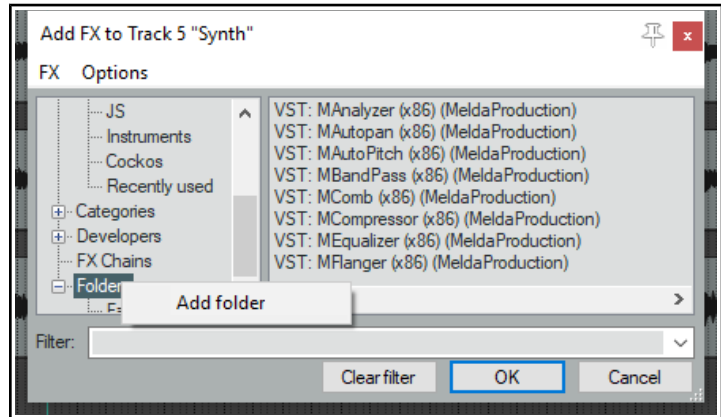 Add FX to Track 5 "Synth"
FX Options
JS
Instruments
Cockos
Recently used
Categories
Developers
FX Chains
VST: MAnalyzer (x86) (MeldaProduction)
VST: MAutopan (x86) (MeldaProduction)
VST: MAutoPitch (x86) (MeldaProduction)
VST: MBandPass (x86) (MeldaProduction)
VST: MComb (x86) (MeldaProduction)
VST: MCompressor (x86) (MeldaProduction)
VST: MEqualizer (x86) (MeldaProduction)
VST: MFlanger (x86) (MeldaProduction)
Folder
Add folder
Filter:
Clear filter OK Cancel